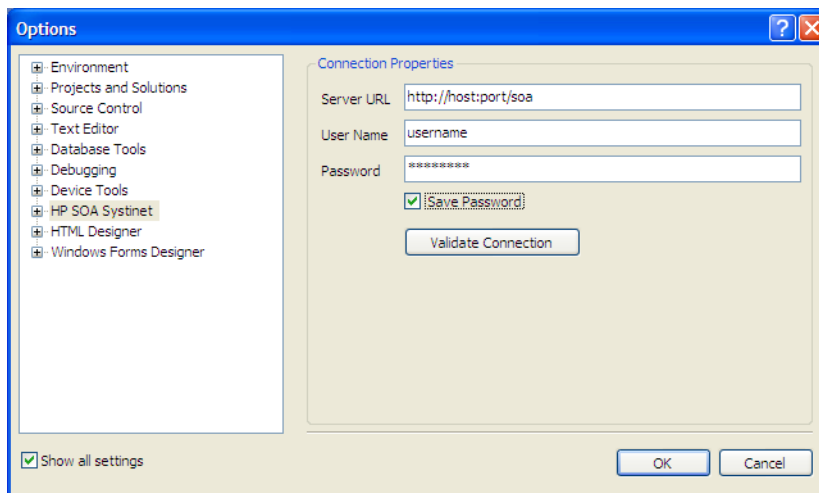 Options
Environment
Projects and Solutions
Source Control
Text Editor
Database Tools
Debugging
Device Tools
HP SOA Systinet
HTML Designer
Windows Forms Designer
Show all settings
Connection Properties
Server URL http://host:port/soa
User Name username
Password ********
Save Password
Validate Connection
OK Cancel